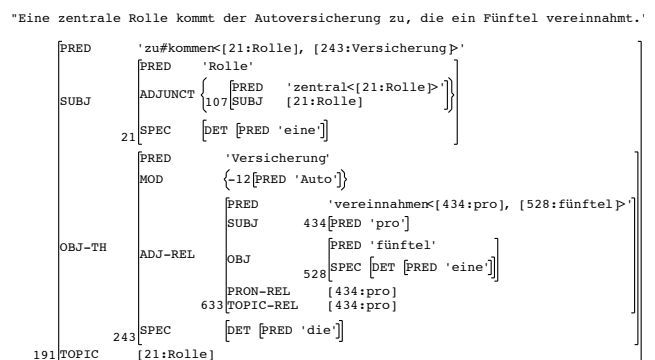 "Eine zentrale Rolle kommt der Autoversicherung zu, die ein Fünftel vereinnahmt."
PRED 'zu#kommen<[21:Rolle], [243:Versicherung]>'
PRED 'Rolle'
ADJUNCT PRED 'zentral<[21:Rolle]>'
SUBJ 107 SUBJ [21:Rolle]
21 SPEC DET PRED 'eine'
PRED 'Versicherung'
MOD -12 PRED 'Auto'
PRED 'vereinnahmen<[434:pro], [528:fünftel]>'
SUBJ 434 PRED 'pro'
PRED 'fünftel'
OBJ-TH ADJ-REL OBJ
528 SPEC DET PRED 'eine'
PRON-REL [434:pro]
633 TOPIC-REL [434:pro]
243 SPEC DET PRED 'die'
191 TOPIC [21:Rolle]